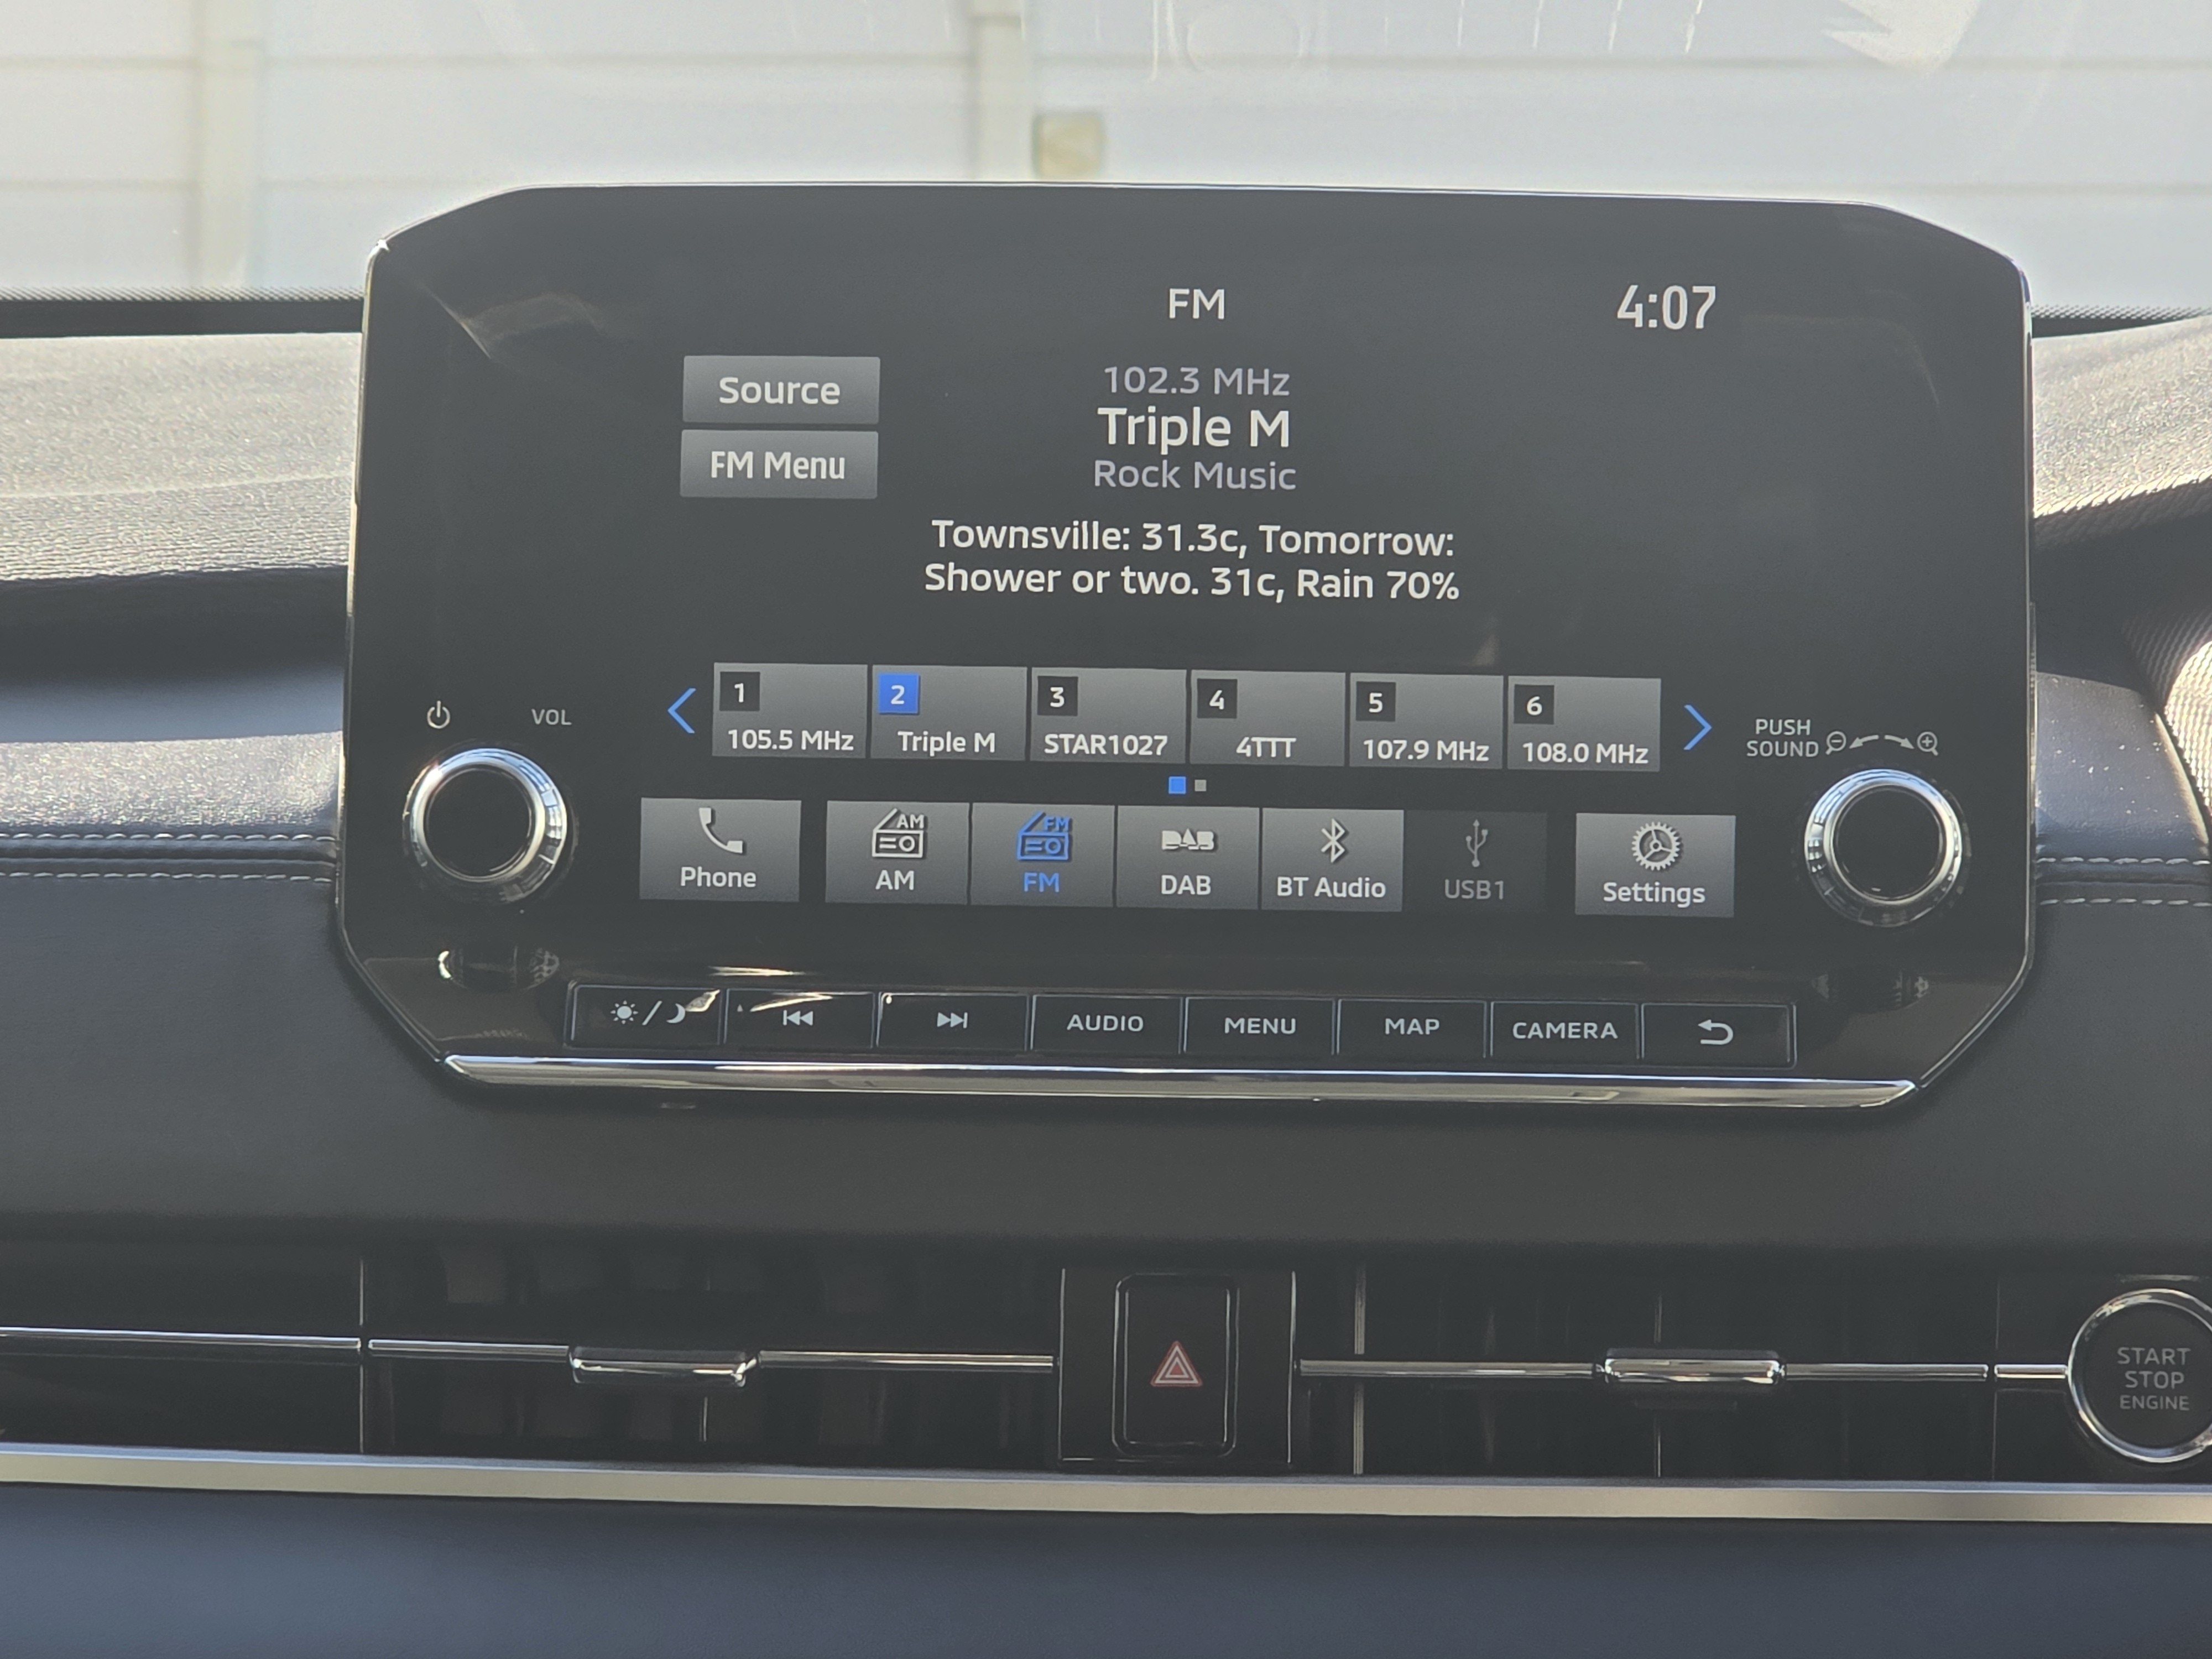 FM
4:07
Source
102.3 MHz
Triple M
FM Menu
Rock Music
Townsville: 31.3c, Tomorrow:
Shower or two. 31c, Rain 70%
1
2
3
4
5
6
105.5 MHz
Triple M
STAR1027
4TTT
107.9 MHz
108.0 MHz
VOL
PUSH
SOUND
AM
FM
DAB
Phone
AM
FM
DAB
BT Audio
USB1
Settings
AUDIO
MENU
MAP
CAMERA
START
STOP
ENGINE